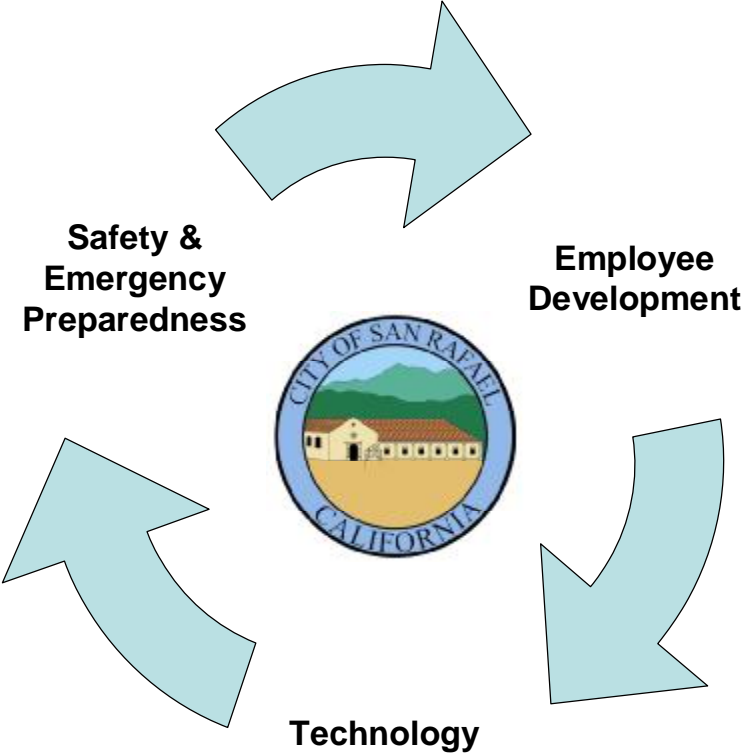 Safety &
Emergency
Preparedness
Employee
Development
CITY OF SAN RAFAEL
CALIFORNIA
Technology